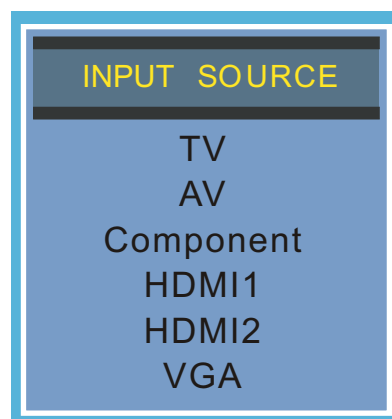 INPUT SOURCE
TV
AV
Component
HDMI1
HDMI2
VGA